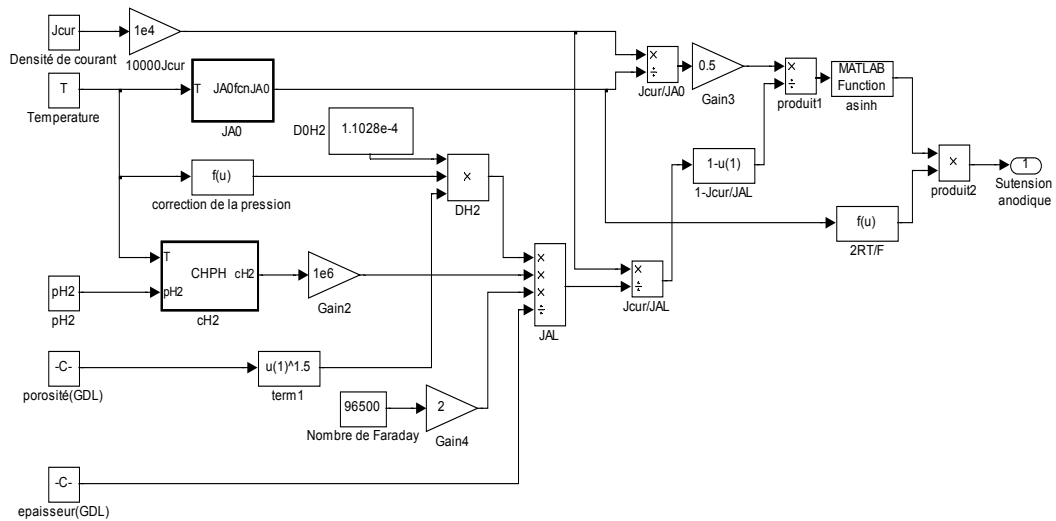 Jcur
Densité de courant
1e4
10000Jcur
T
Temperature
T
JA0fcn
JA0
JA0
D0H2
1.1028e-4
f(u)
correction de la pression
×
DH2
T
pH2
CHPH
cH2
cH2
pH2
pH2
1e6
Gain2
-C-
porosité(GDL)
u(1)^1.5
term1
96500
Nombre de Faraday
2
Gain4
-C-
epaisseur(GDL)
×
×
×
÷
JAL
×
÷
Jcur/JAL
×
÷
Jcur/JA0
0.5
Gain3
1-u(1)
1-Jcur/JAL
×
÷
produit1
MATLAB
Function
asinh
f(u)
2RT/F
×
produit2
1
Sutension
anodique